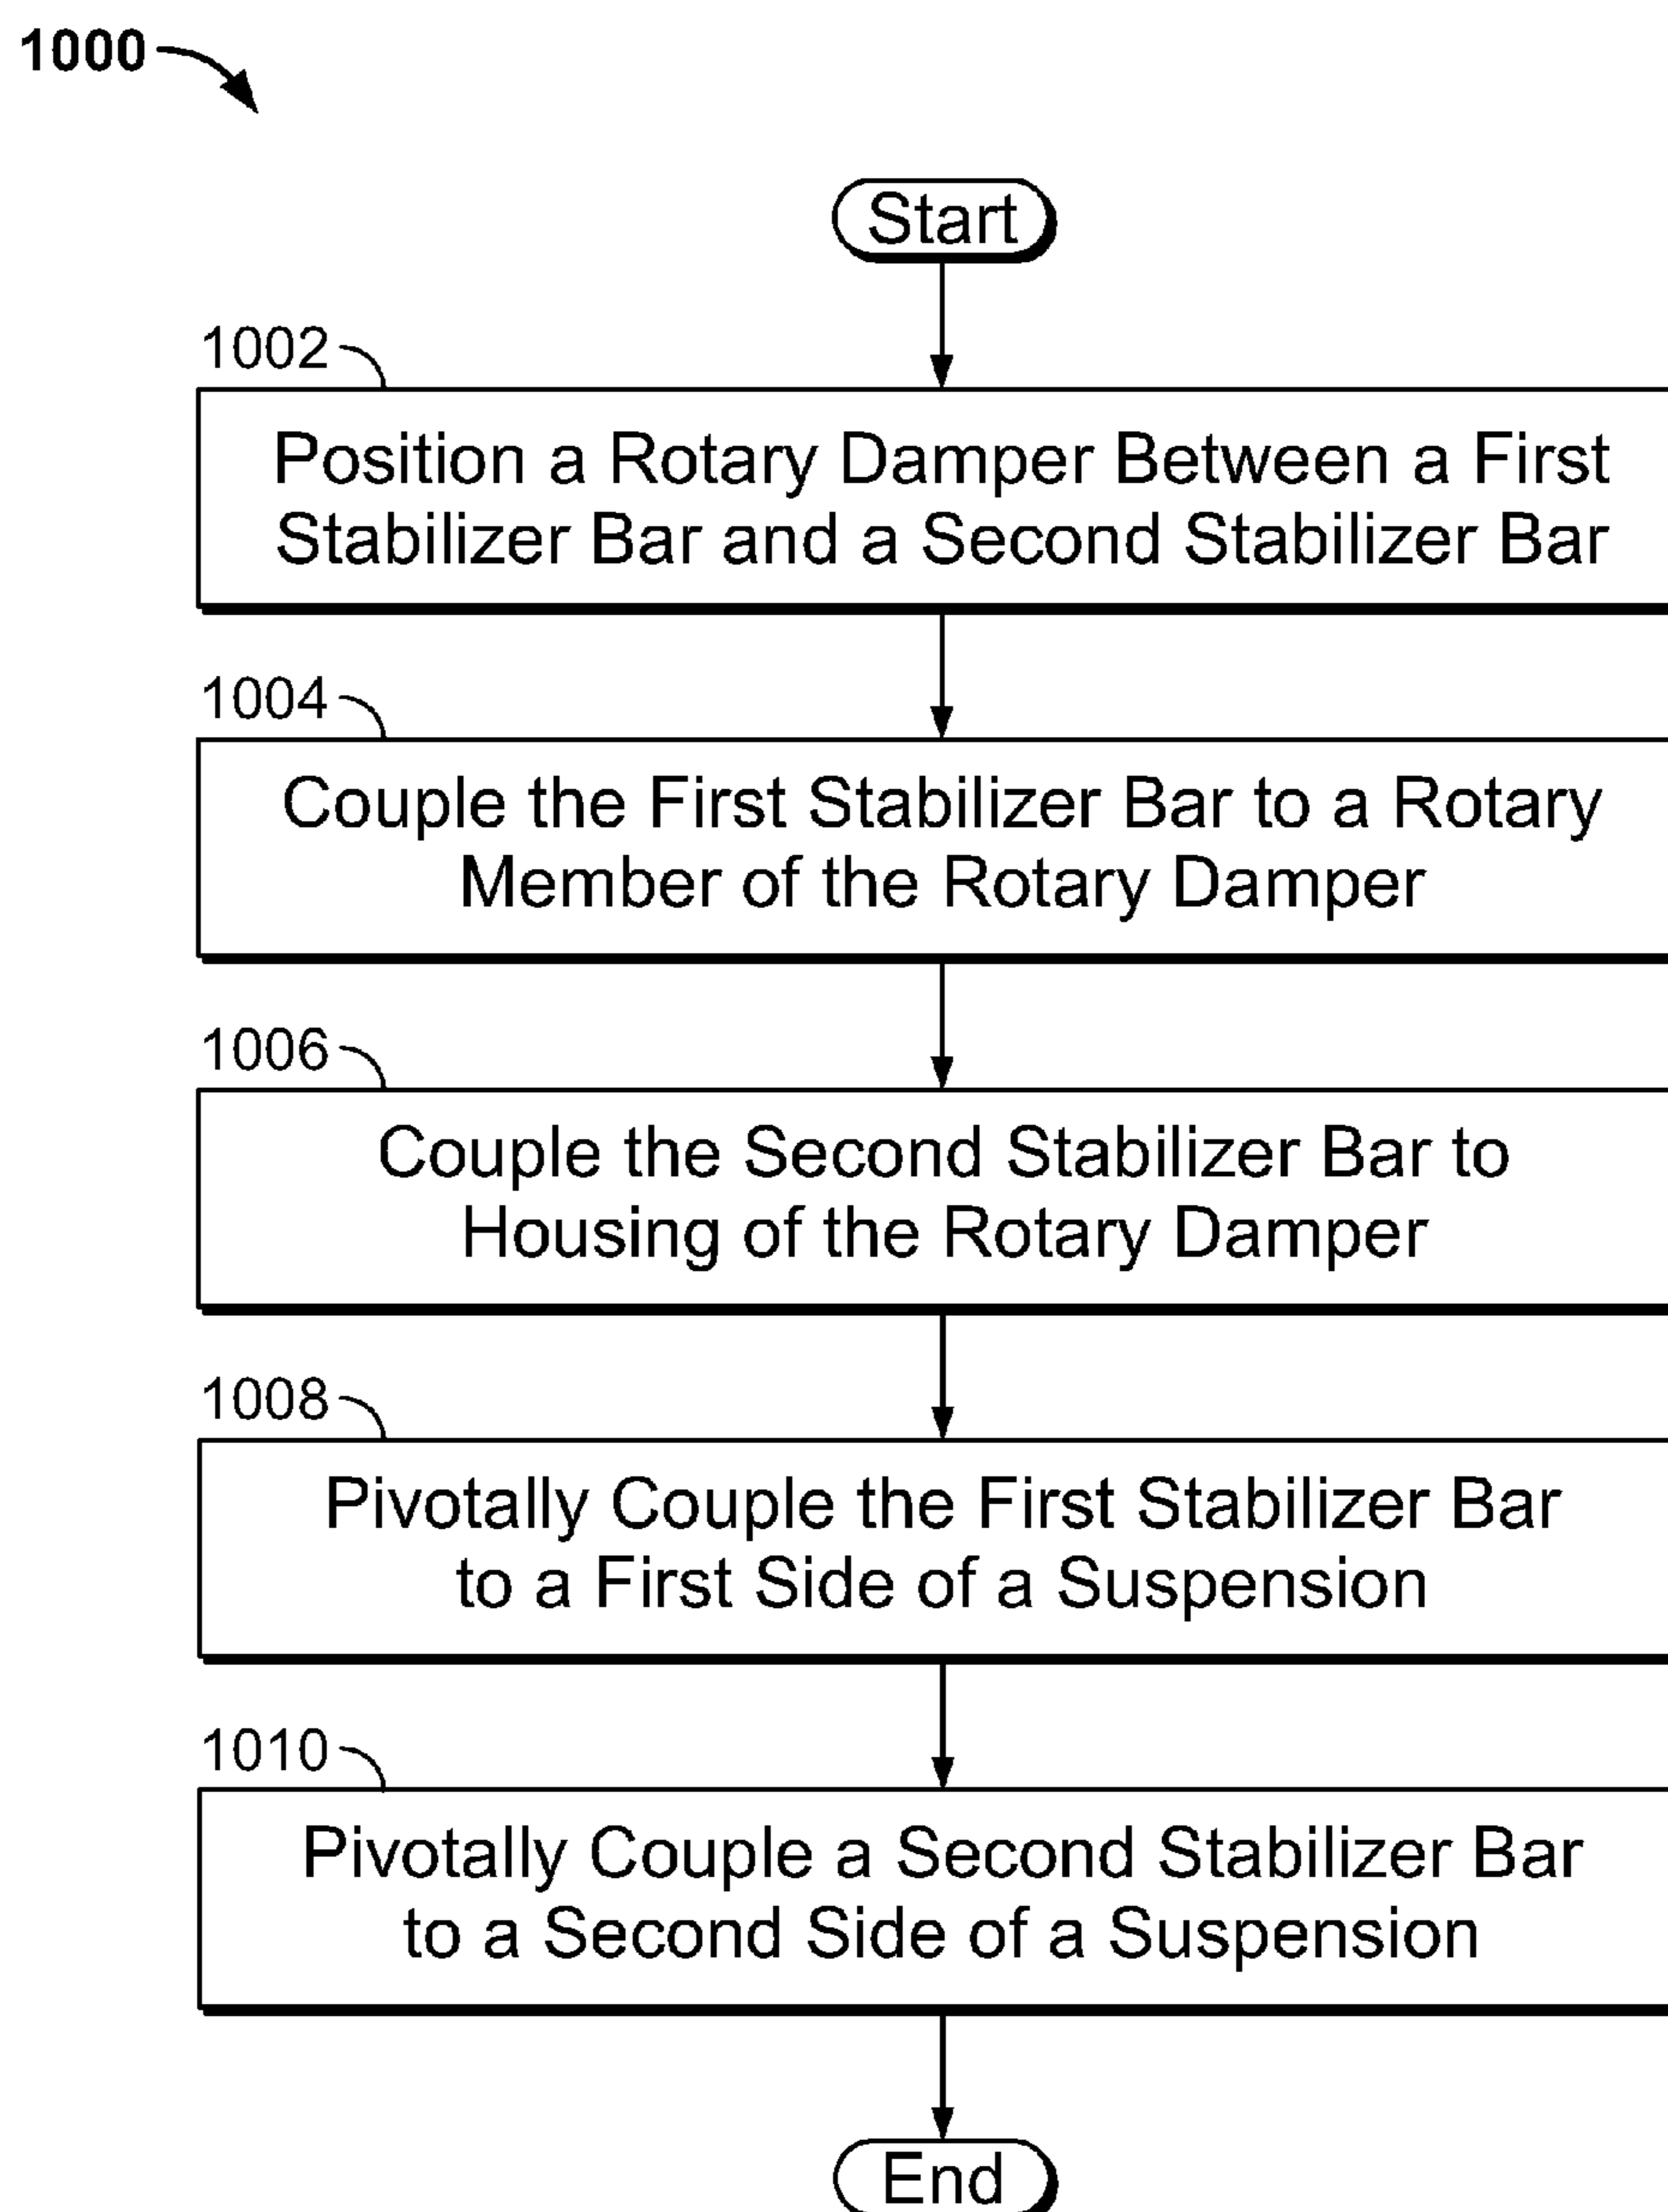 1000
Start
1002
Position a Rotary Damper Between a First
Stabilizer Bar and a Second Stabilizer Bar
1004
Couple the First Stabilizer Bar to a Rotary
Member of the Rotary Damper
1006
Couple the Second Stabilizer Bar to
Housing of the Rotary Damper
1008
Pivotally Couple the First Stabilizer Bar
to a First Side of a Suspension
1010
Pivotally Couple a Second Stabilizer Bar
to a Second Side of a Suspension
End